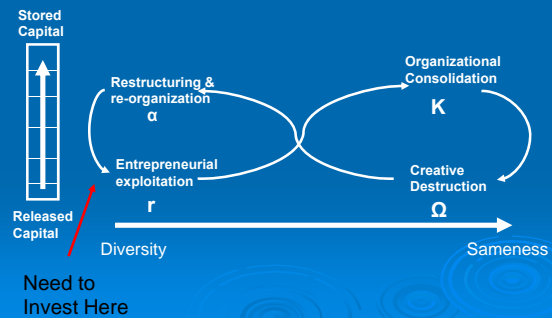 Stored
Capital
Organizational
Consolidation
K
Restructuring &
re-organization
α
Entrepreneurial
exploitation
r
Creative
Destruction
Ω
Released
Capital
Diversity
Sameness
Need to
Invest Here